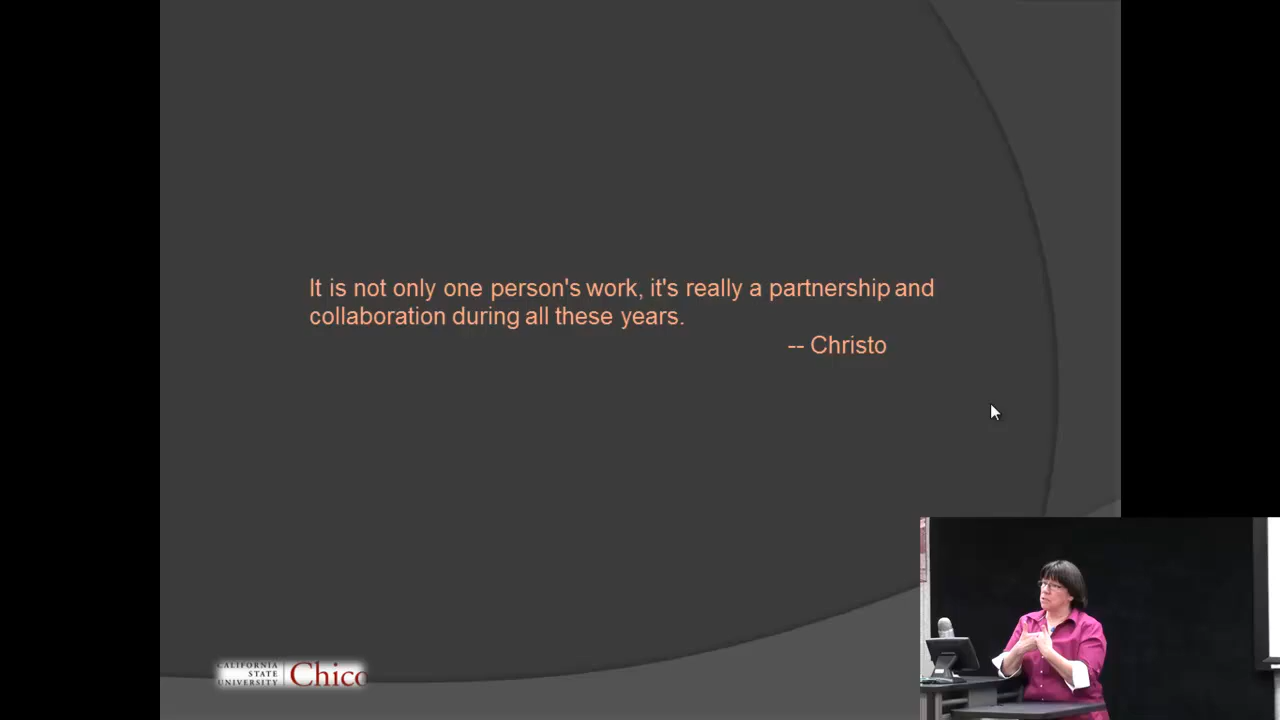 It is not only one person's work, it's really a partnership and
collaboration during all these years.
-- Christo
CALIFORNIA
STATE
UNIVERSITY
Chico